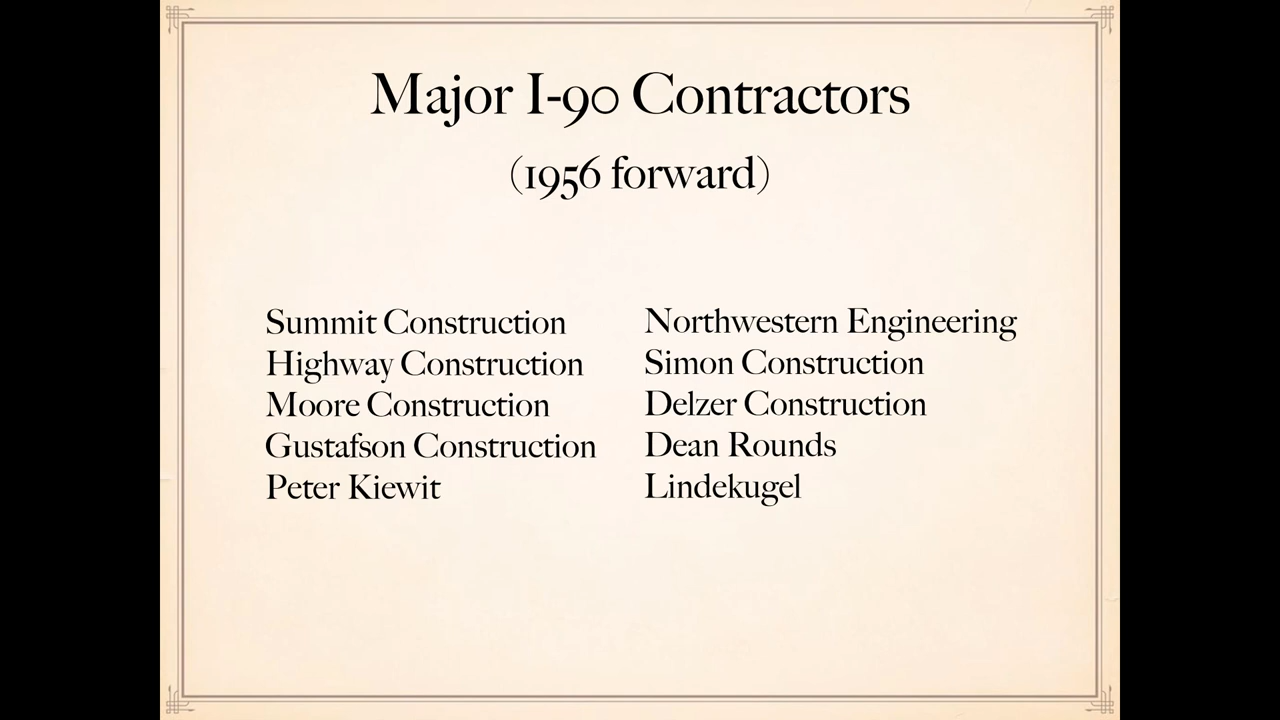 Major I-90 Contractors
(1956 forward)
Summit Construction
Highway Construction
Moore Construction
Gustafson Construction
Peter Kiewit
Northwestern Engineering
Simon Construction
Delzer Construction
Dean Rounds
Lindekugel